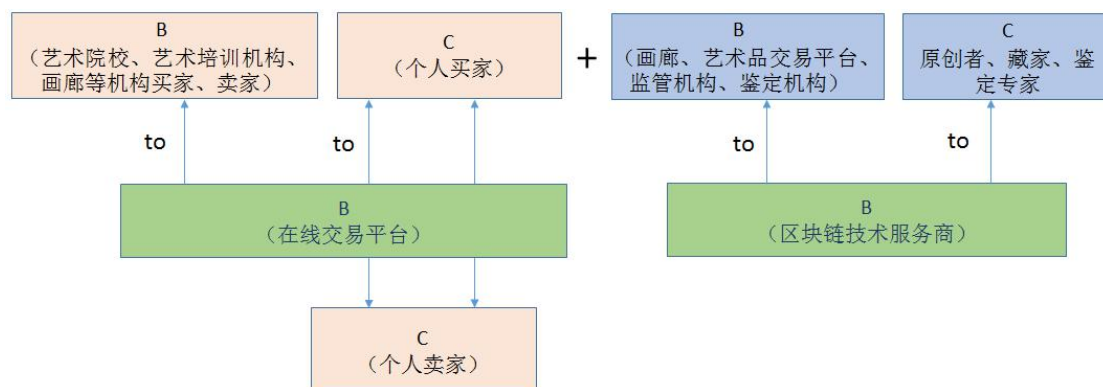 B
（艺术院校、艺术培训机构、
画廊等机构买家、卖家）
C
（个人买家）
+
B
（画廊、艺术品交易平台、
监管机构、鉴定机构）
C
原创者、藏家、鉴
定专家
to
to
to
to
B
（在线交易平台）
B
（区块链技术服务商）
C
（个人卖家）